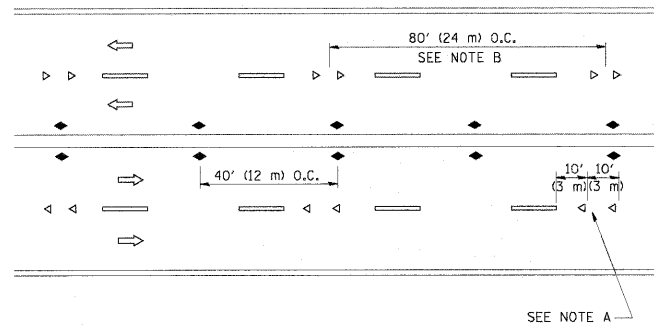 80' (24 m) O.C.
SEE NOTE B
40' (12 m) O.C.
10' 10'
(3 m) (3 m)
SEE NOTE A